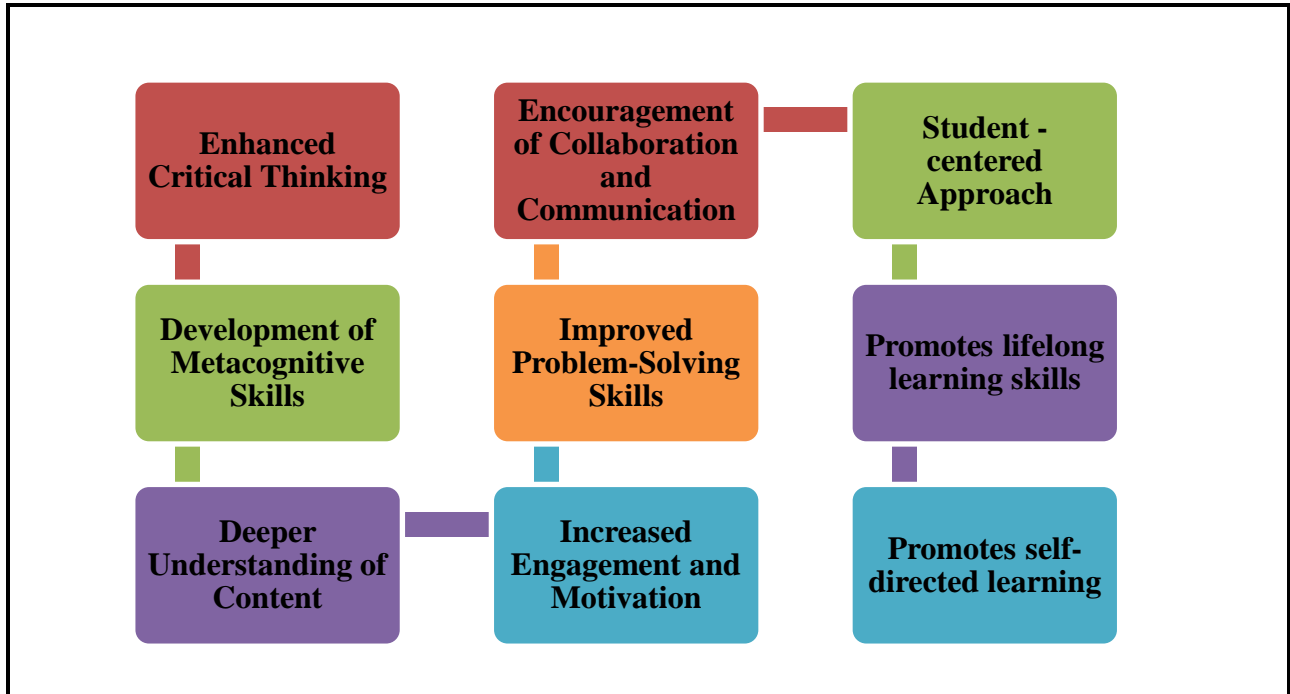 Enhanced
Critical Thinking
Development of
Metacognitive
Skills
Deeper
Understanding of
Content
Increased
Engagement and
Motivation
Improved
Problem-Solving
Skills
Encouragement
of Collaboration
and
Communication
Student -
centered
Approach
Promotes lifelong
learning skills
Promotes self-
directed learning